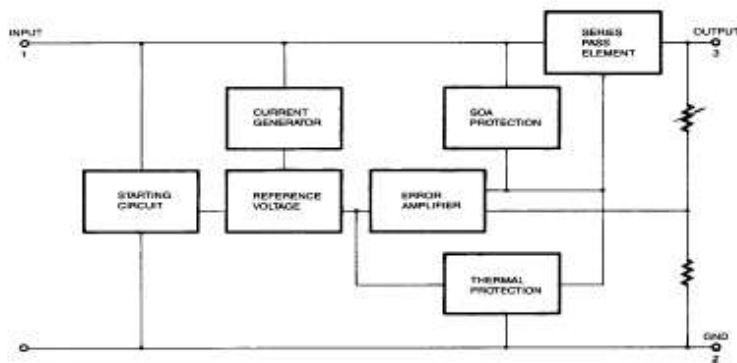 INPUT
1
SERIES
PASS
ELEMENT
OUTPUT
3
CURRENT
GENERATOR
SOA
PROTECTION
STARTING
CIRCUIT
REFERENCE
VOLTAGE
ERROR
AMPLIFIER
THERMAL
PROTECTION
GND
2